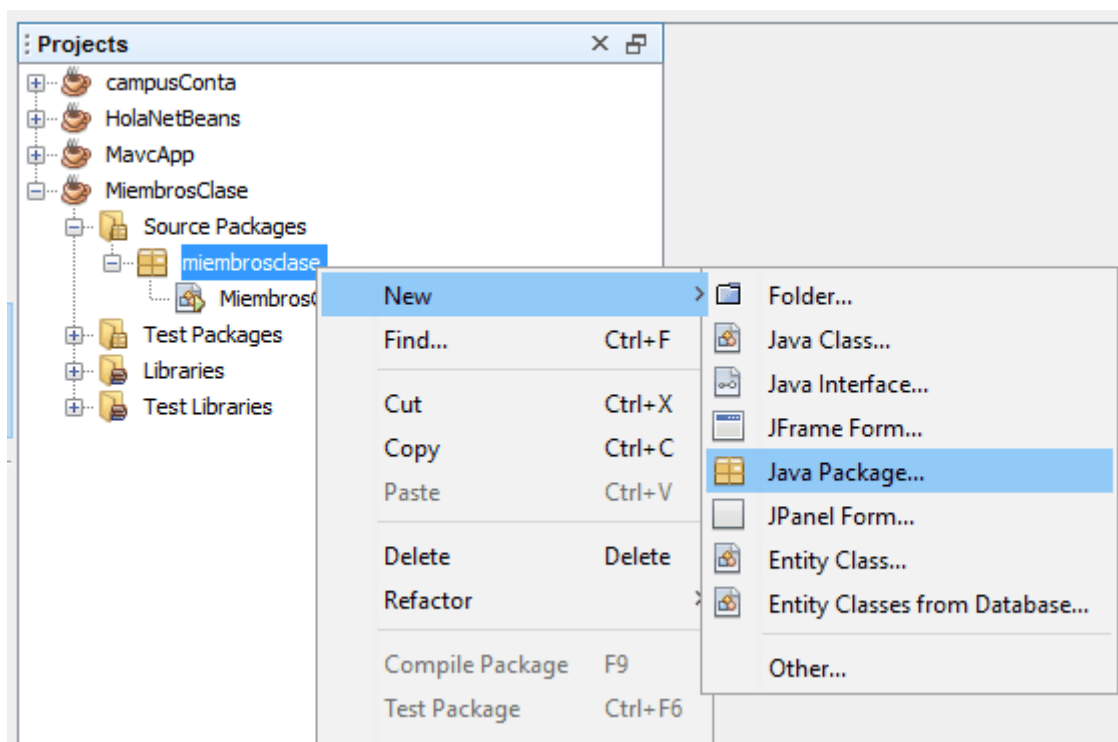 Projects
campusConta
HolaNetBeans
MavcApp
MiembrosClase
Source Packages
miembrosclase
Miembros
Test Packages
Libraries
Test Libraries
New
Find... Ctrl+F
Cut Ctrl+X
Copy Ctrl+C
Paste Ctrl+V
Delete Delete
Refactor
Compile Package F9
Test Package Ctrl+F6
Folder...
Java Class...
Java Interface...
JFrame Form...
Java Package...
JPanel Form...
Entity Class...
Entity Classes from Database...
Other...